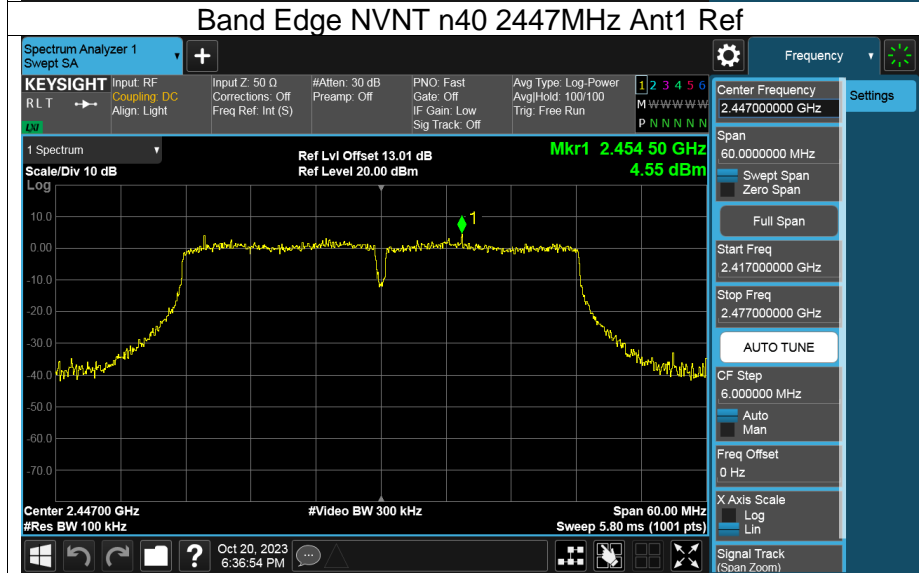 Band Edge NVNT n40 2447MHz Ant1 Ref
Spectrum Analyzer 1
Swept SA
+
Frequency
KEYSIGHT
RLT
LXI
Input: RF
Coupling: DC
Align: Light
Input Z: 50 Ω
Corrections: Off
Freq Ref: Int (S)
#Atten: 30 dB
Preamp: Off
PNO: Fast
Gate: Off
IF Gain: Low
Sig Track: Off
Avg Type: Log-Power
Avg|Hold: 100/100
Trig: Free Run
1 2 3 4 5 6
M W W W W W
P N N N N N
1 Spectrum
Scale/Div 10 dB
Log
Ref Lvl Offset 13.01 dB
Ref Level 20.00 dBm
Mkr1 2.454 50 GHz
4.55 dBm
1
10.0
0.00
-10.0
-20.0
-30.0
-40.0
-50.0
-60.0
-70.0
Center 2.44700 GHz
#Res BW 100 kHz
#Video BW 300 kHz
Span 60.00 MHz
Sweep 5.80 ms (1001 pts)
?
Oct 20, 2023
6:36:54 PM
Center Frequency
2.447000000 GHz
Settings
Span
60.0000000 MHz
Swept Span
Zero Span
Full Span
Start Freq
2.417000000 GHz
Stop Freq
2.477000000 GHz
AUTO TUNE
CF Step
6.000000 MHz
Auto
Man
Freq Offset
0 Hz
X Axis Scale
Log
Lin
Signal Track
(Span Zoom)